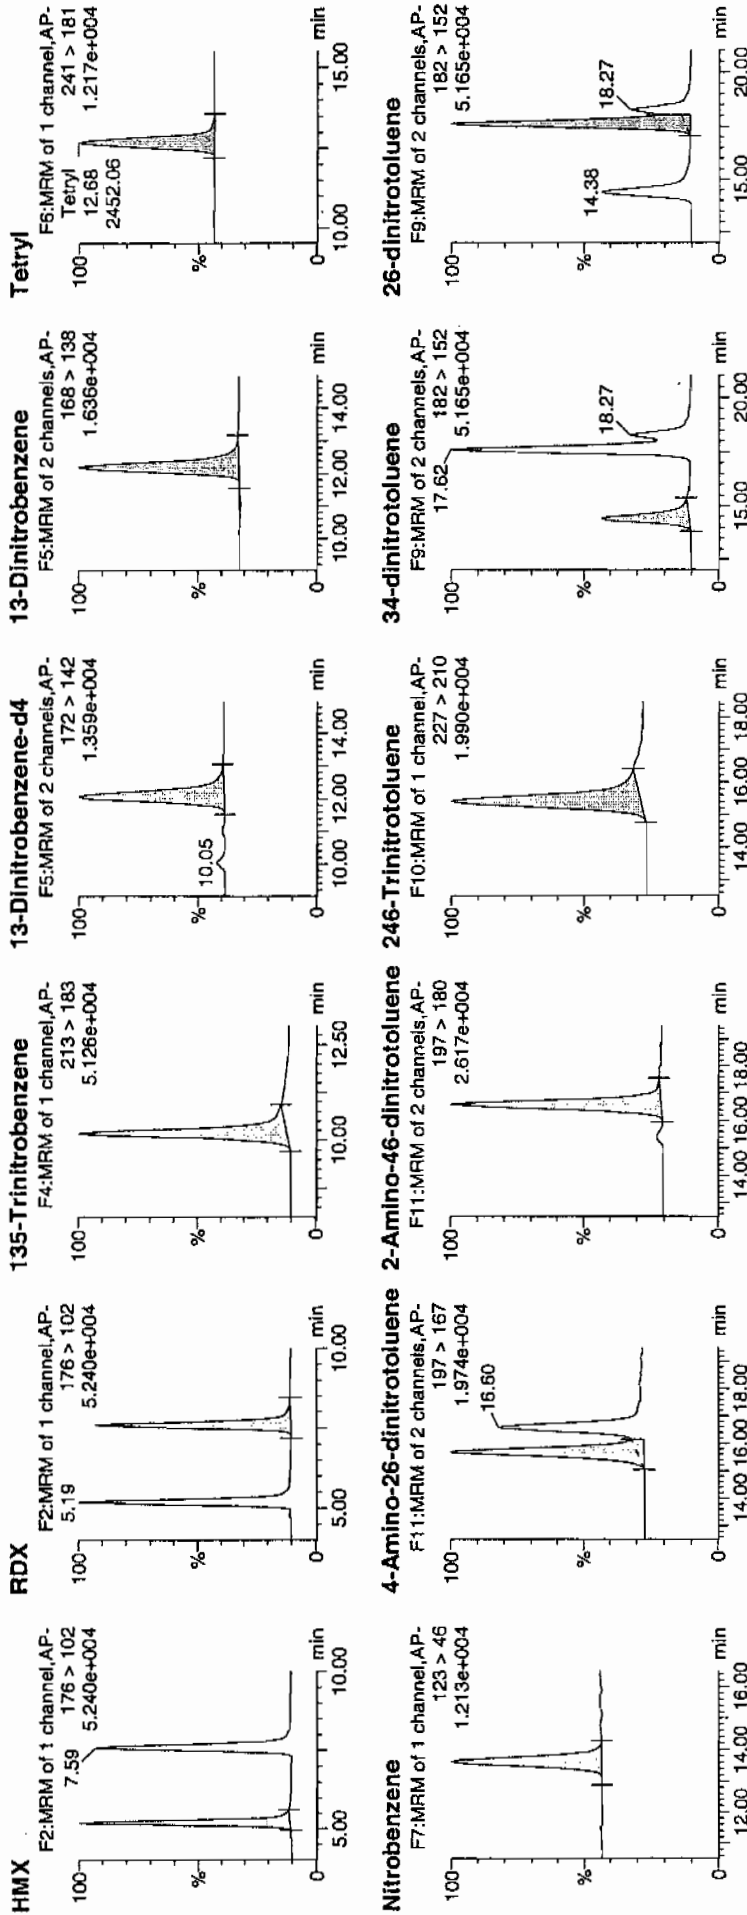 HMX
F2:MRM of 1 channel,AP-
176 > 102
5.240e+004
7.59
100
%
0
5.00
10.00
min
RDX
F2:MRM of 1 channel,AP-
176 > 102
5.240e+004
5.19
100
%
0
5.00
10.00
min
135-Trinitrobenzene
F4:MRM of 1 channel,AP-
213 > 183
5.126e+004
100
%
0
10.00
12.50
min
13-Dinitrobenzene-d4
F5:MRM of 2 channels,AP-
172 > 142
1.359e+004
10.05
100
%
0
10.00
12.00
14.00
min
13-Dinitrobenzene
F5:MRM of 2 channels,AP-
168 > 138
1.636e+004
100
%
0
10.00
12.00
14.00
min
Tetryl
F6:MRM of 1 channel,AP-
241 > 181
1.217e+004
Tetryl
12.68
2452.06
100
%
0
10.00
15.00
min
Nitrobenzene
F7:MRM of 1 channel,AP-
123 > 46
1.213e+004
100
%
0
12.00
14.00
16.00
min
4-Amino-26-dinitrotoluene
F11:MRM of 2 channels,AP-
197 > 167
1.974e+004
16.60
100
%
0
14.00
16.00
18.00
min
2-Amino-46-dinitrotoluene
F11:MRM of 2 channels,AP-
197 > 180
2.617e+004
100
%
0
14.00
16.00
18.00
min
246-Trinitrotoluene
F10:MRM of 1 channel,AP-
227 > 210
1.990e+004
100
%
0
14.00
16.00
18.00
min
34-dinitrotoluene
F9:MRM of 2 channels,AP-
182 > 152
5.165e+004
17.62
18.27
100
%
0
15.00
20.00
min
26-dinitrotoluene
F9:MRM of 2 channels,AP-
182 > 152
5.165e+004
14.38
18.27
100
%
0
15.00
20.00
min